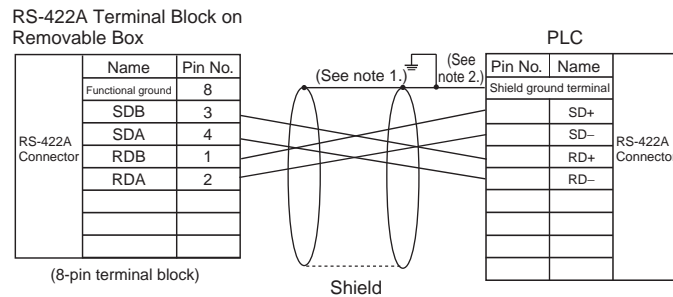 RS-422A Terminal Block on
Removable Box
PLC
Name Pin No.
Functional ground 8
SDB 3
SDA 4
RDB 1
RDA 2
RS-422A
Connector
(8-pin terminal block)
(See note 1.)
(See
note 2.)
Shield
Pin No. Name
Shield ground terminal
SD+
SD–
RD+
RD–
RS-422A
Connector